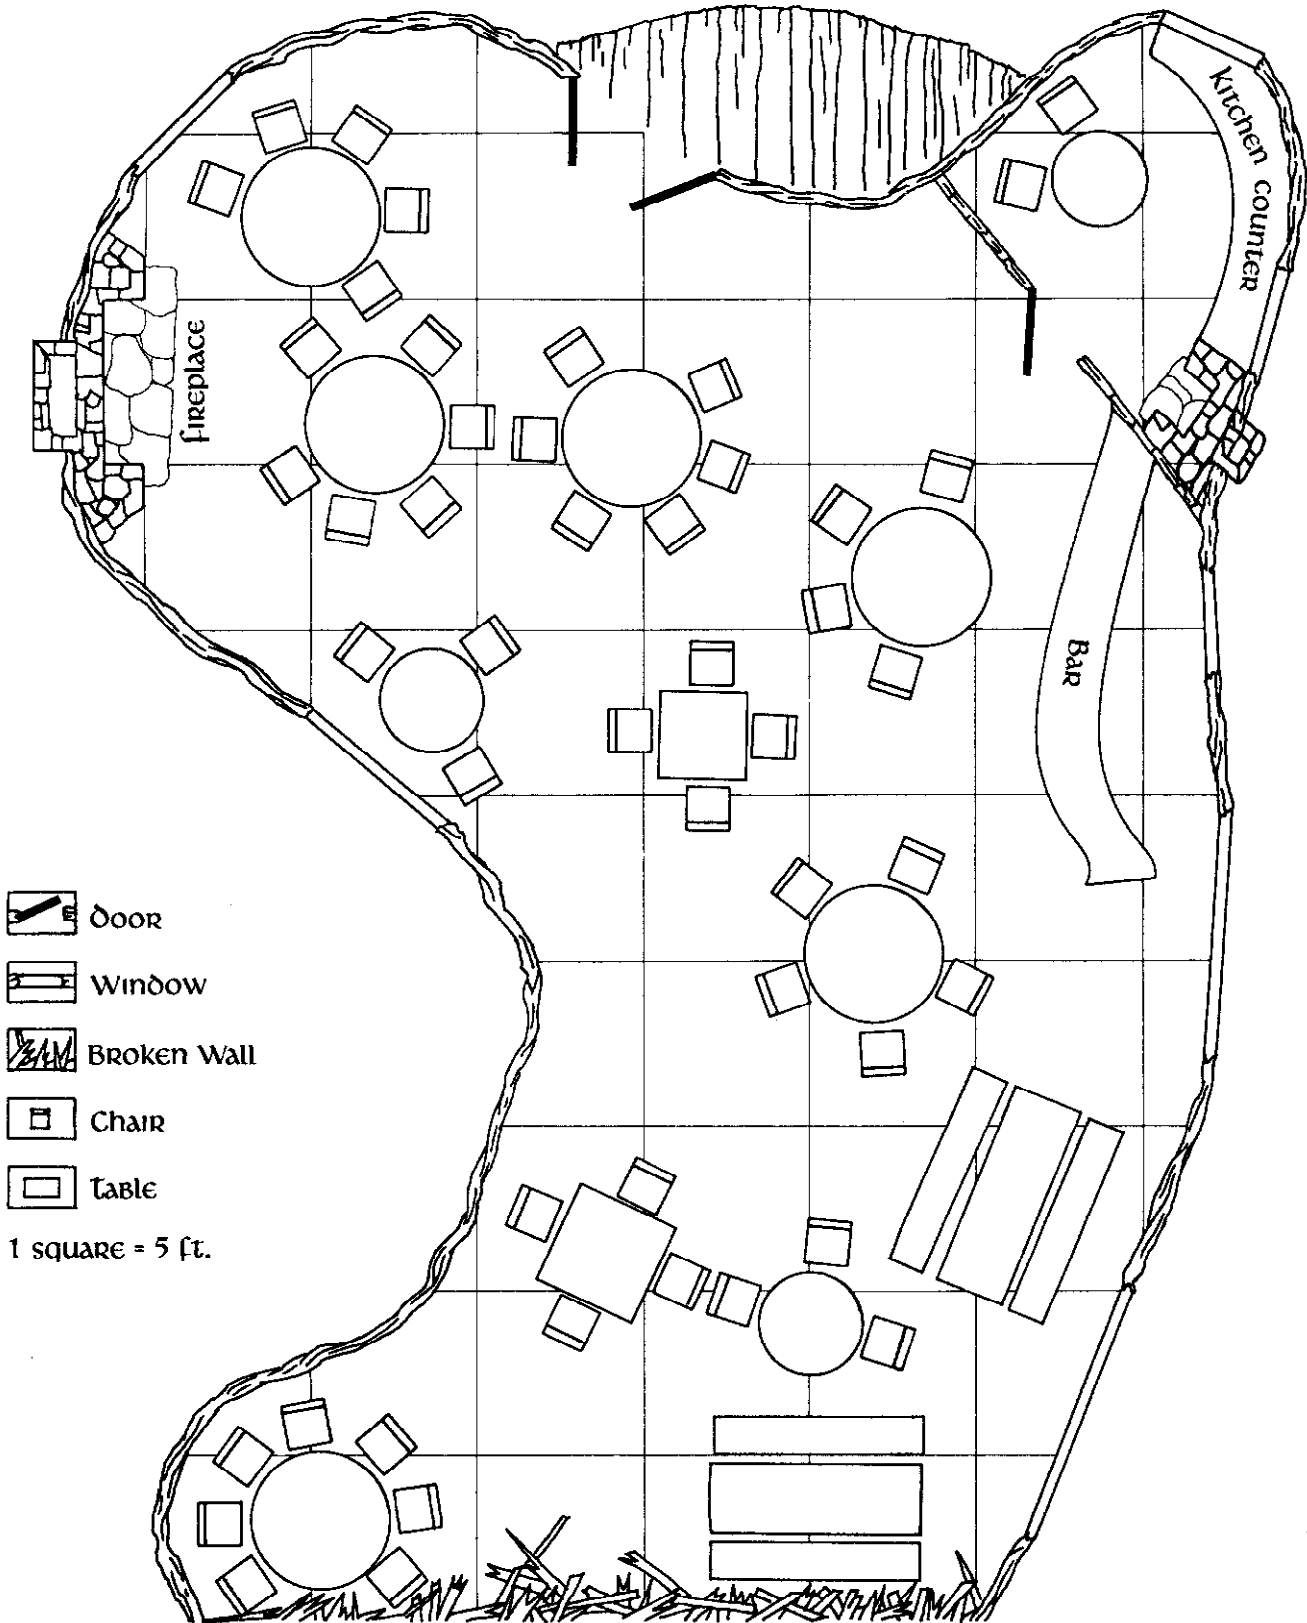 Kitchen Counter
Fireplace
Bar
Door
Window
Broken Wall
Chair
Table
1 square = 5 ft.